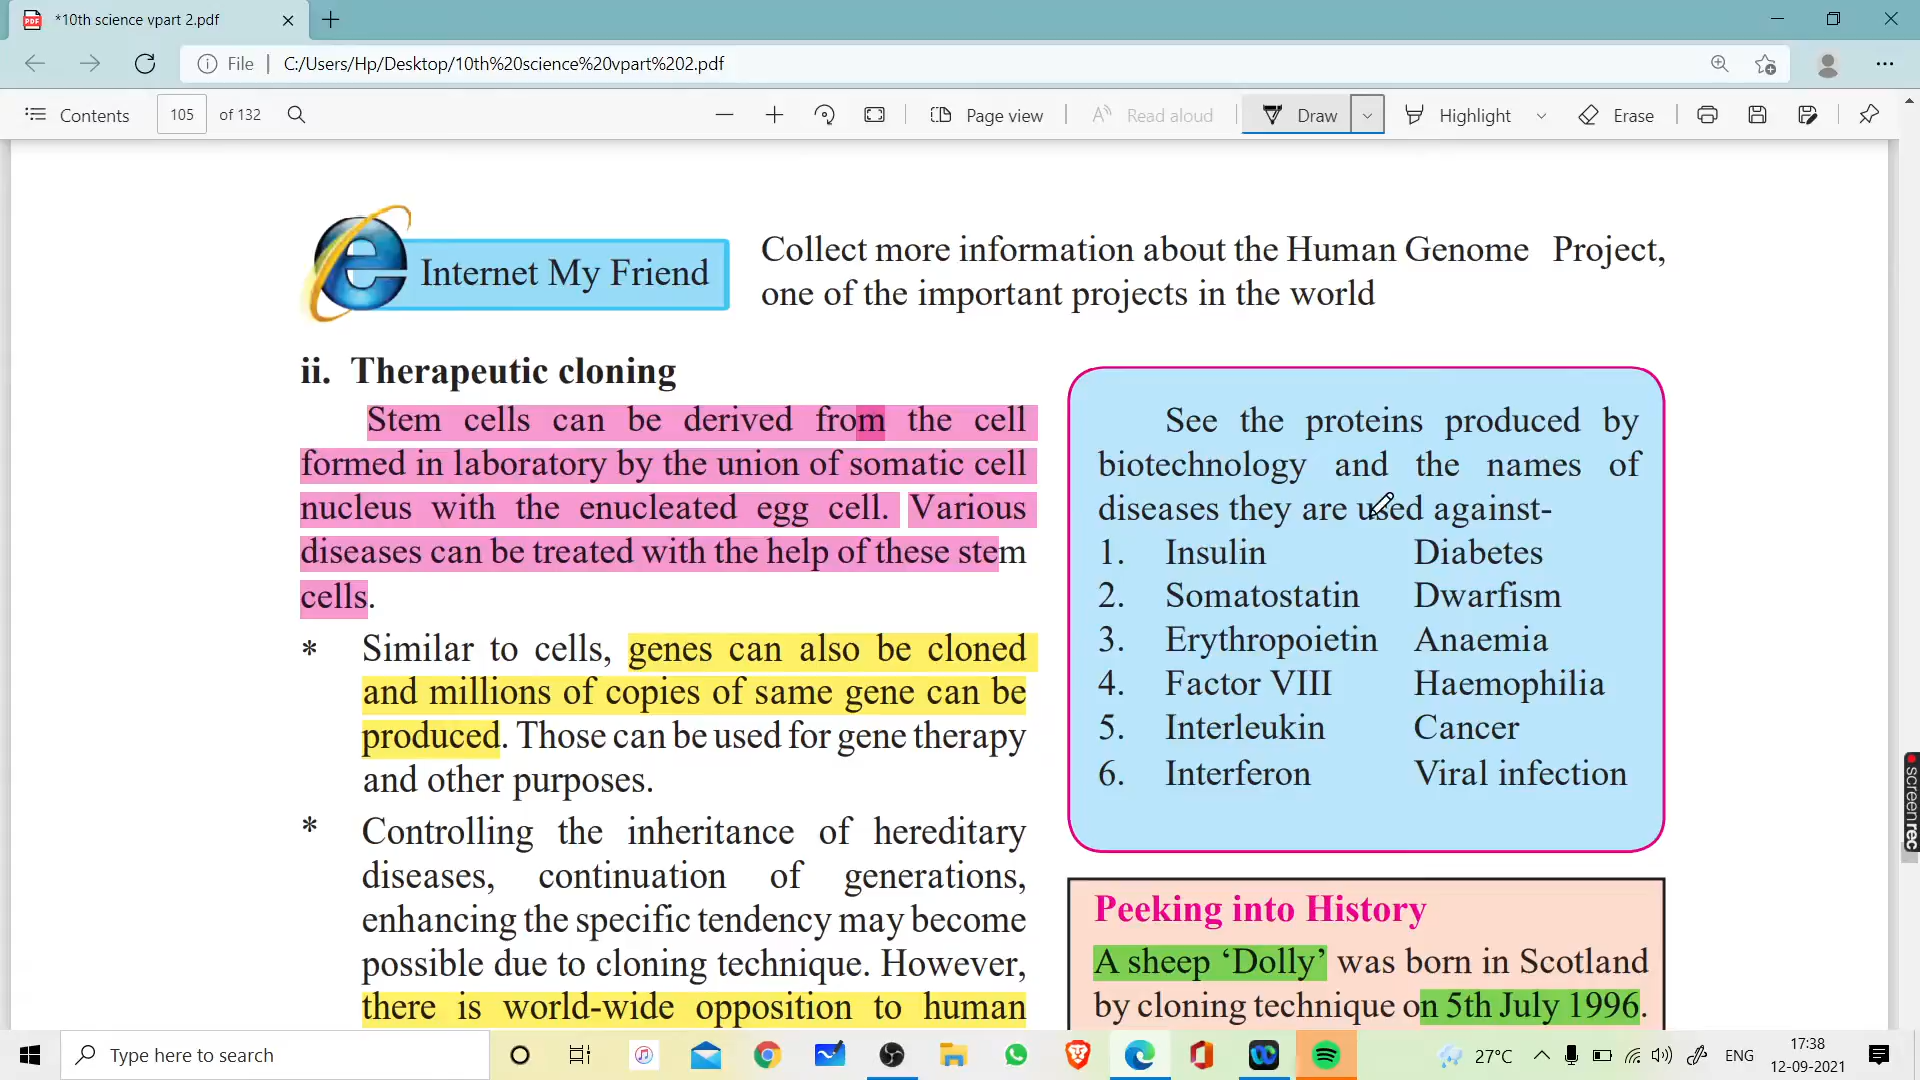 *10th science vpart 2.pdf
File C:/Users/Hp/Desktop/10th%20science%20vpart%202.pdf
Contents 105 of 132 Page view Read aloud Draw Highlight Erase
Internet My Friend
Collect more information about the Human Genome Project,
one of the important projects in the world
ii. Therapeutic cloning
Stem cells can be derived from the cell
formed in laboratory by the union of somatic cell
nucleus with the enucleated egg cell. Various
diseases can be treated with the help of these stem
cells.
* Similar to cells, genes can also be cloned
and millions of copies of same gene can be
produced. Those can be used for gene therapy
and other purposes.
* Controlling the inheritance of hereditary
diseases, continuation of generations,
enhancing the specific tendency may become
possible due to cloning technique. However,
there is world-wide opposition to human
See the proteins produced by
biotechnology and the names of
diseases they are used against-
1. Insulin Diabetes
2. Somatostatin Dwarfism
3. Erythropoietin Anaemia
4. Factor VIII Haemophilia
5. Interleukin Cancer
6. Interferon Viral infection
Peeking into History
A sheep ‘Dolly’ was born in Scotland
by cloning technique on 5th July 1996.
screenrec
Type here to search
27°C ENG 17:38
12-09-2021